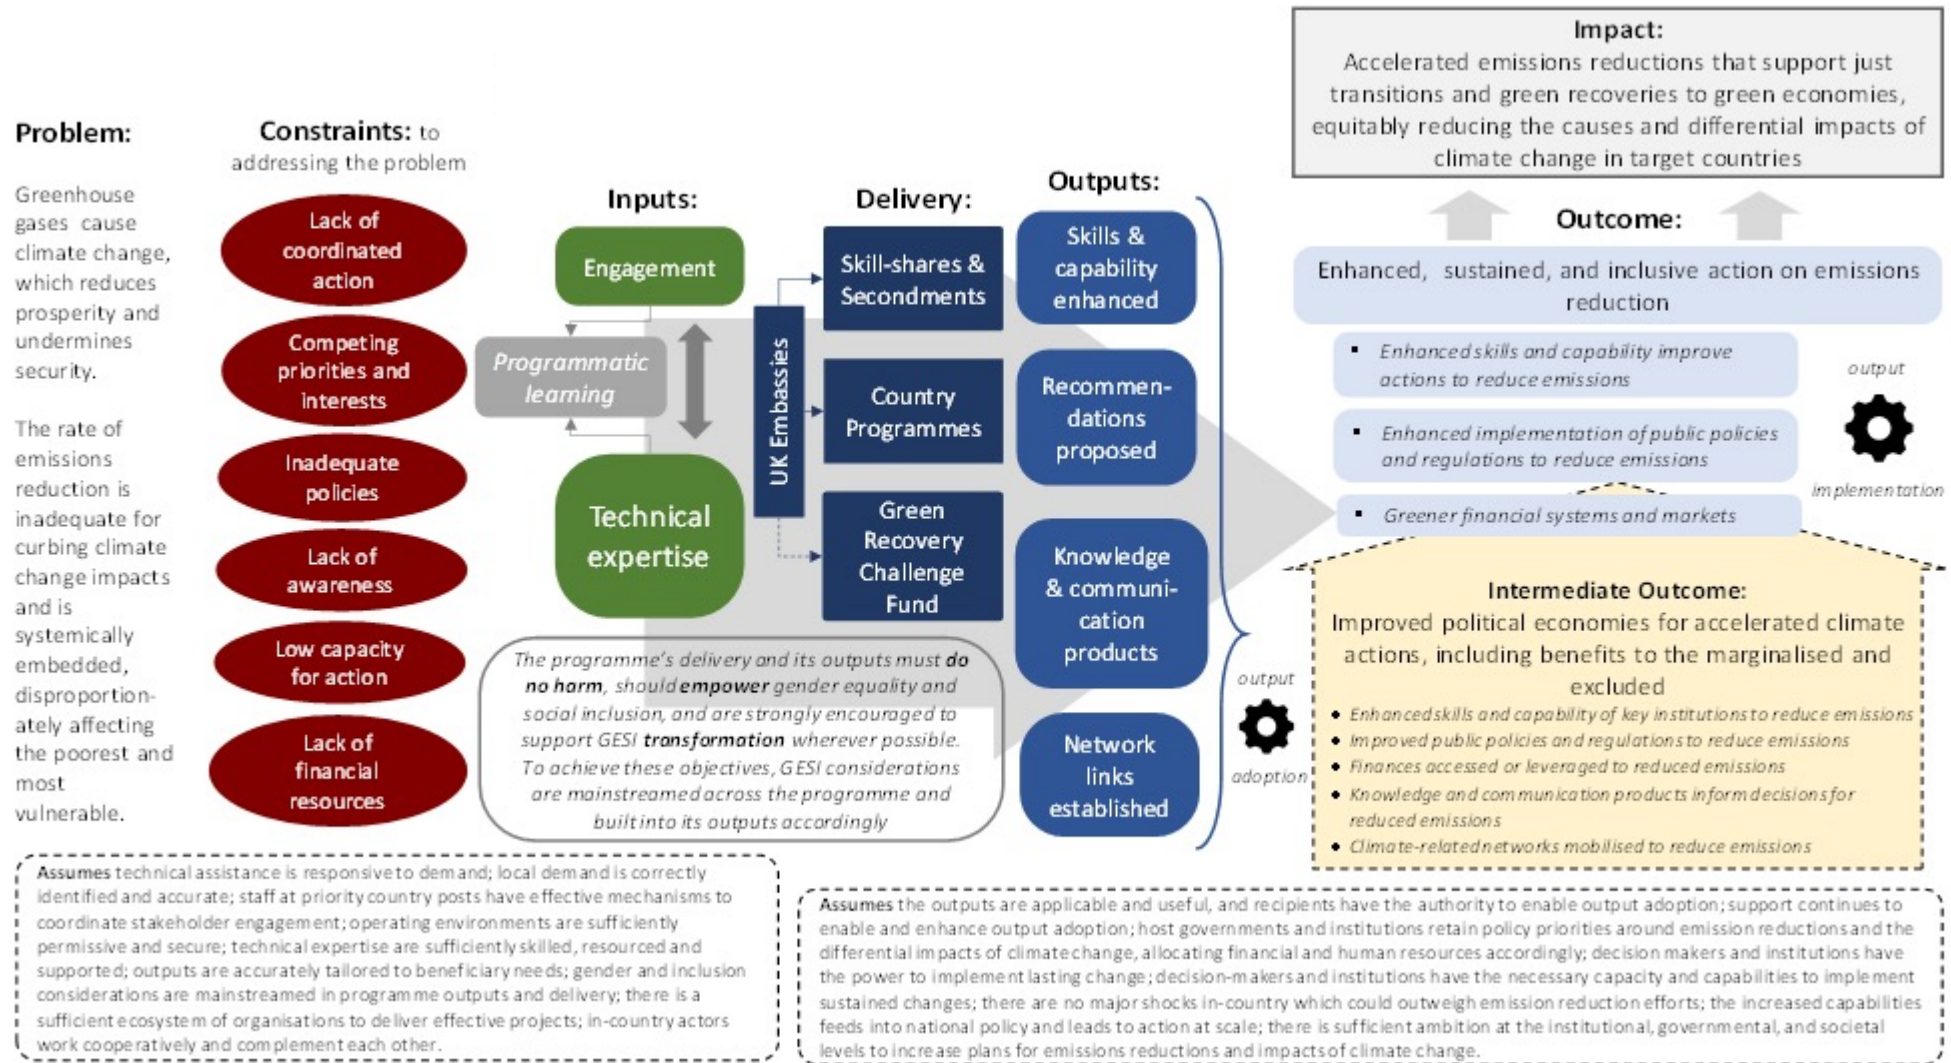 Problem:
Greenhouse
gases cause
climate change,
which reduces
prosperity and
undermines
security.
The rate of
emissions
reduction is
inadequate for
curbing climate
change impacts
and is
systemically
embedded,
disproportion-
ately affecting
the poorest and
most
vulnerable.
Constraints: to
addressing the problem
Lack of
coordinated
action
Competing
priorities and
interests
Inadequate
policies
Lack of
awareness
Low capacity
for action
Lack of
financial
resources
Inputs:
Engagement
Programmatic
learning
Technical
expertise
UK Embassies
Delivery:
Skill-shares &
Secondments
Country
Programmes
Green
Recovery
Challenge
Fund
Outputs:
Skills &
capability
enhanced
Recommen-
dations
proposed
Knowledge
& communi-
cation
products
Network
links
established
The programme's delivery and its outputs must do
no harm, should empower gender equality and
social inclusion, and are strongly encouraged to
support GESI transformation wherever possible.
To achieve these objectives, GESI considerations
are mainstreamed across the programme and
built into its outputs accordingly
output
adoption
Impact:
Accelerated emissions reductions that support just
transitions and green recoveries to green economies,
equitably reducing the causes and differential impacts of
climate change in target countries
Outcome:
Enhanced, sustained, and inclusive action on emissions
reduction
▪ Enhanced skills and capability improve
actions to reduce emissions
▪ Enhanced implementation of public policies
and regulations to reduce emissions
▪ Greener financial systems and markets
output
implementation
Intermediate Outcome:
Improved political economies for accelerated climate
actions, including benefits to the marginalised and
excluded
• Enhanced skills and capability of key institutions to reduce emissions
• Improved public policies and regulations to reduce emissions
• Finances accessed or leveraged to reduced emissions
• Knowledge and communication products inform decisions for
reduced emissions
• Climate-related networks mobilised to reduce emissions
Assumes technical assistance is responsive to demand; local demand is correctly
identified and accurate; staff at priority country posts have effective mechanisms to
coordinate stakeholder engagement; operating environments are sufficiently
permissive and secure; technical expertise are sufficiently skilled, resourced and
supported; outputs are accurately tailored to beneficiary needs; gender and inclusion
considerations are mainstreamed in programme outputs and delivery; there is a
sufficient ecosystem of organisations to deliver effective projects; in-country actors
work cooperatively and complement each other.
Assumes the outputs are applicable and useful, and recipients have the authority to enable output adoption; support continues to
enable and enhance output adoption; host governments and institutions retain policy priorities around emission reductions and the
differential impacts of climate change, allocating financial and human resources accordingly; decision makers and institutions have
the power to implement lasting change; decision-makers and institutions have the necessary capacity and capabilities to implement
sustained changes; there are no major shocks in-country which could outweigh emission reduction efforts; the increased capabilities
feeds into national policy and leads to action at scale; there is sufficient ambition at the institutional, governmental, and societal
levels to increase plans for emissions reductions and impacts of climate change.